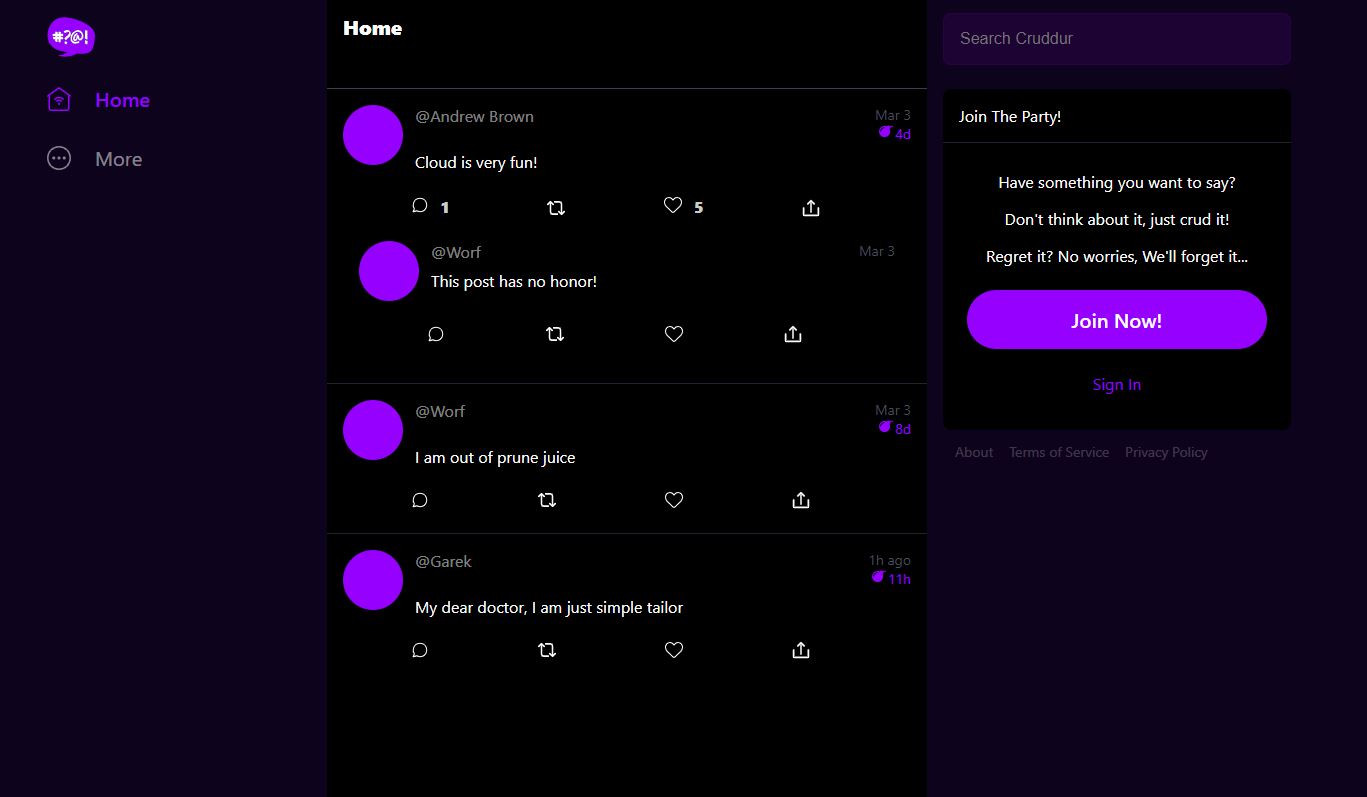 #?@!
Home
More
Home
@Andrew Brown
Mar 3
4d
Cloud is very fun!
1
5
@Worf
Mar 3
This post has no honor!
@Worf
Mar 3
8d
I am out of prune juice
@Garek
1h ago
11h
My dear doctor, I am just simple tailor
Search Cruddur
Join The Party!
Have something you want to say?
Don't think about it, just crud it!
Regret it? No worries, We'll forget it...
Join Now!
Sign In
About Terms of Service Privacy Policy